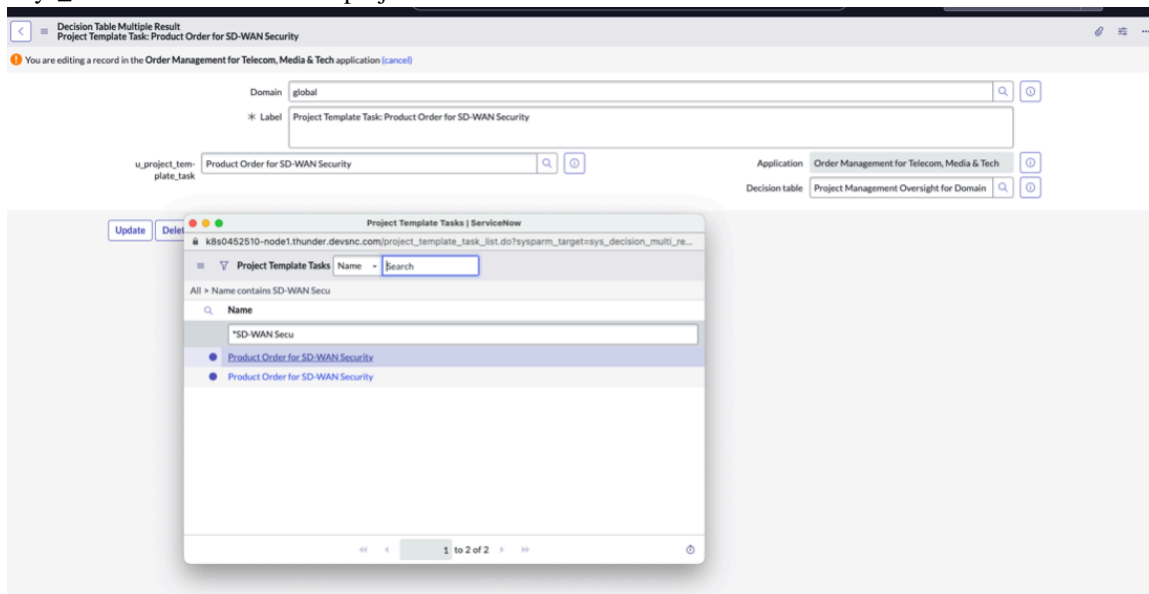 Decision Table Multiple Result
Project Template Task: Product Order for SD-WAN Security
You are editing a record in the Order Management for Telecom, Media & Tech application (cancel)
Domain global
* Label Project Template Task: Product Order for SD-WAN Security
u_project_tem-
plate_task
Product Order for SD-WAN Security
Application Order Management for Telecom, Media & Tech
Decision table Project Management Oversight for Domain
Update Delet
Project Template Tasks | ServiceNow
k8s0452510-node1.thunder.devsnc.com/project_template_task_list.do?sysparm_target=sys_decision_multi_re...
Project Template Tasks Name Search
All > Name contains SD-WAN Secu
Name
*SD-WAN Secu
Product Order for SD-WAN Security
Product Order for SD-WAN Security
1 to 2 of 2